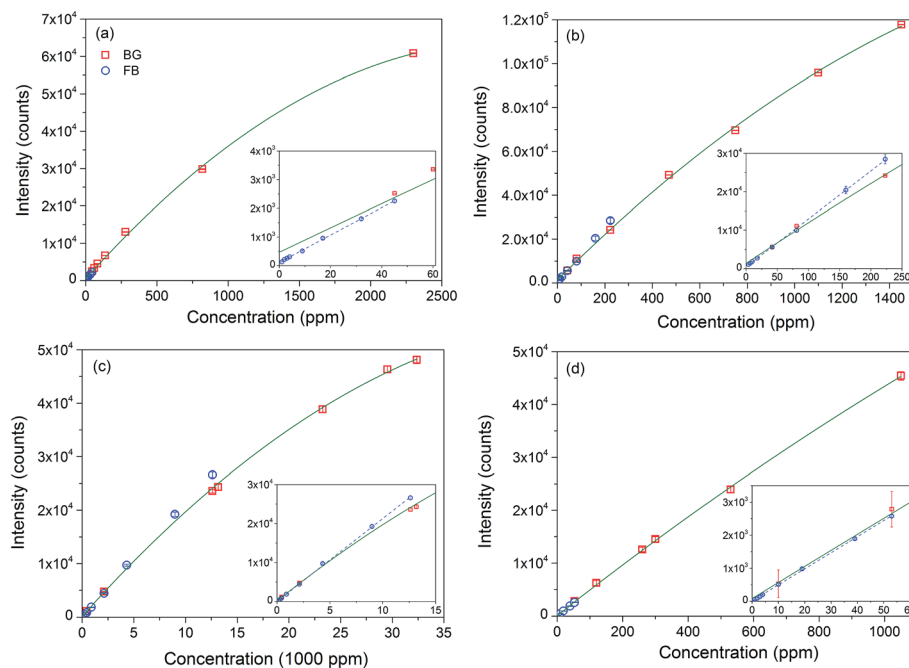 (a)
BG
FB
7x10⁴
6x10⁴
5x10⁴
4x10⁴
3x10⁴
2x10⁴
1x10⁴
0
Intensity (counts)
0 500 1000 1500 2000 2500
Concentration (ppm)
4x10³
3x10³
2x10³
1x10³
0
0 10 20 30 40 50 60
(b)
1.2x10⁵
1.0x10⁵
8.0x10⁴
6.0x10⁴
4.0x10⁴
2.0x10⁴
0.0
Intensity (counts)
0 200 400 600 800 1000 1200 1400
Concentration (ppm)
3x10⁴
2x10⁴
1x10⁴
0
0 50 100 150 200 250
(c)
5x10⁴
4x10⁴
3x10⁴
2x10⁴
1x10⁴
0
Intensity (counts)
0 5 10 15 20 25 30 35
Concentration (1000 ppm)
3x10⁴
2x10⁴
1x10⁴
0
0 5 10 15
(d)
5x10⁴
4x10⁴
3x10⁴
2x10⁴
1x10⁴
0
Intensity (counts)
0 200 400 600 800 1000
Concentration (ppm)
3x10³
2x10³
1x10³
0
0 10 20 30 40 50 60